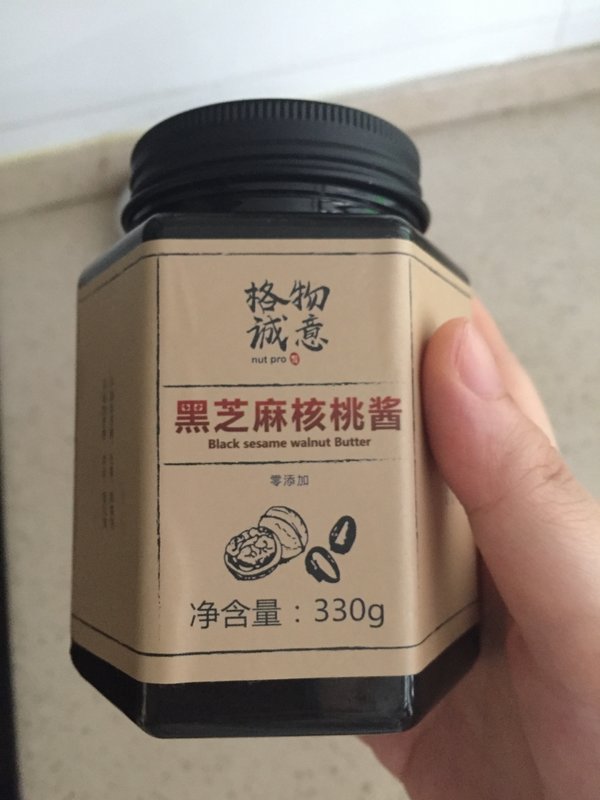 格物
诚意
nut pro
黑芝麻核桃酱
Black sesame walnut Butter
零添加
净含量：330g